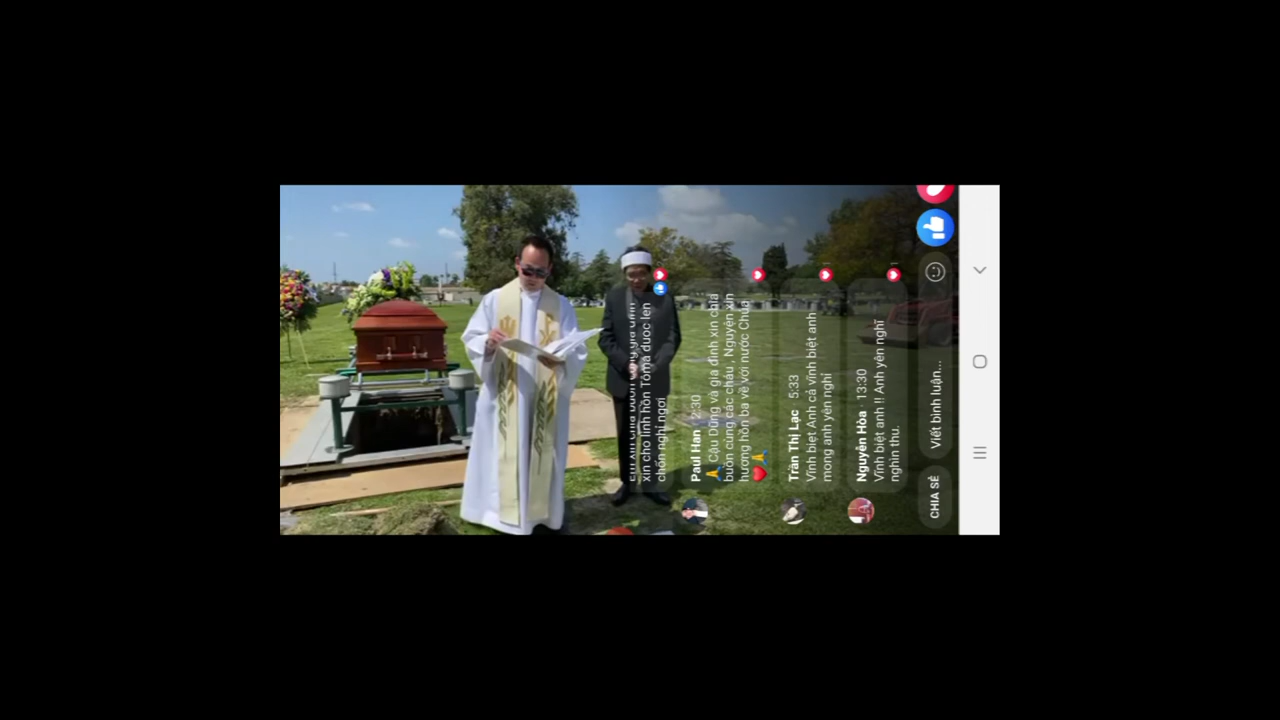 xin cho linh hồn Tôma được lên
chốn nghỉ ngơi
Paul Han · 2:30
🙏 Cậu Dũng và gia đình xin chia
buồn cùng các cháu , Nguyện xin
hương hồn ba về với nước Chúa
❤️🙏
Trần Thị Lạc · 5:33
Vĩnh biệt Anh cả vĩnh biệt anh
mong anh yên nghỉ
Nguyễn Hòa · 13:30
Vĩnh biệt anh !! Anh yên nghĩ
nghìn thu.
CHIA SẺ
Viết bình luận...